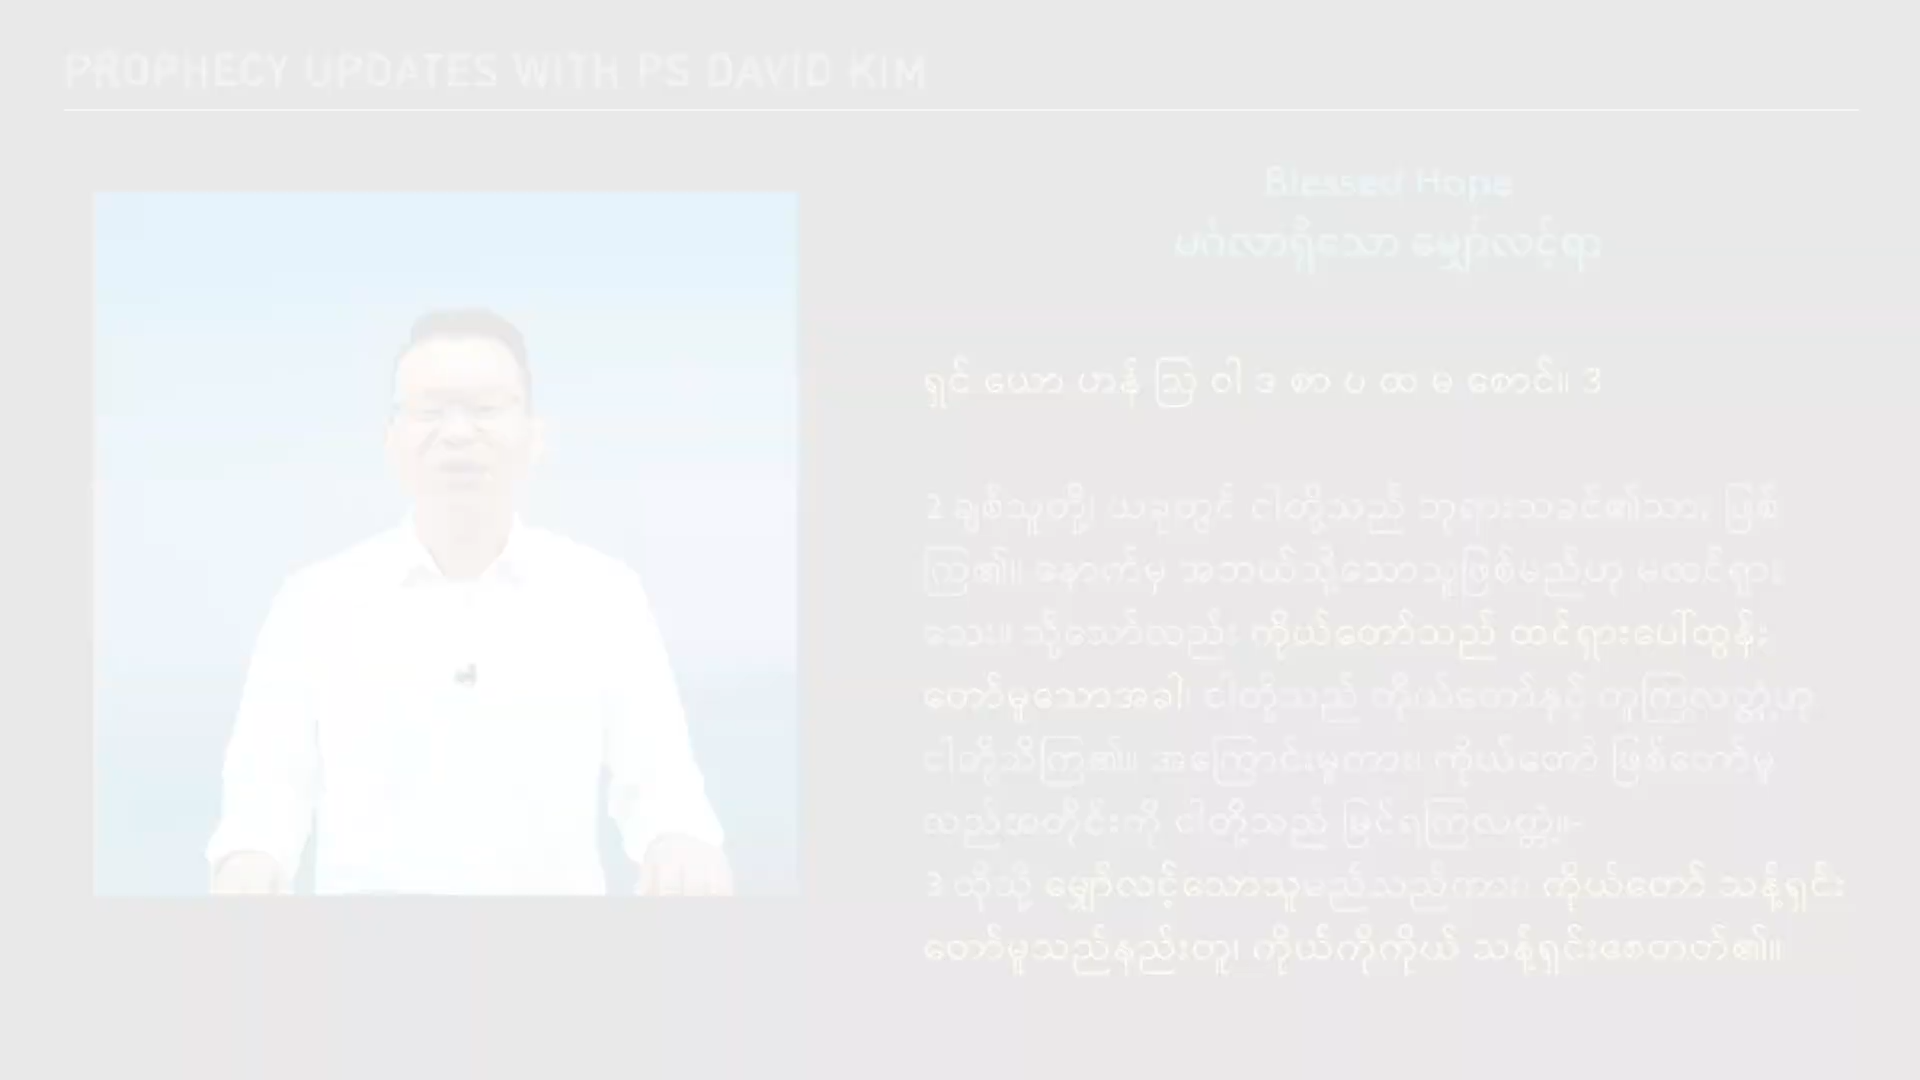 PROPHECY UPDATES WITH PS DAVID KIM
Blessed Hope
မင်္ဂလာရှိသော မျှော်လင့်ရာ
ရှင် ယော ဟန် ဩ ဝါ ဒ စာ ပ ထ မ စောင်။ 3
2 ချစ်သူတို့၊ ယခုတွင် ငါတို့သည် ဘုရားသခင်၏သား ဖြစ်
ကြ၏။ နောက်မှ အဘယ်သို့သောသူဖြစ်မည်ဟု မထင်ရှား
သေး။ သို့သော်လည်း ကိုယ်တော်သည် ထင်ရှားပေါ်ထွန်း
တော်မူသောအခါ၊ ငါတို့သည် ကိုယ်တော်နှင့် တူကြလတ္တံ့ဟု
ငါတို့သိကြ၏။ အကြောင်းမူကား၊ ကိုယ်တော် ဖြစ်တော်မူ
လည်အတိုင်းကို ငါတို့သည် မြင်ရကြလတ္တံ့။-
3 ထိုသို့ မျှော်လင့်သောသူမည်သည်ကား၊ ကိုယ်တော် သန့်ရှင်း
တော်မူသည်နည်းတူ၊ ကိုယ်ကိုကိုယ် သန့်ရှင်းစေတတ်၏။